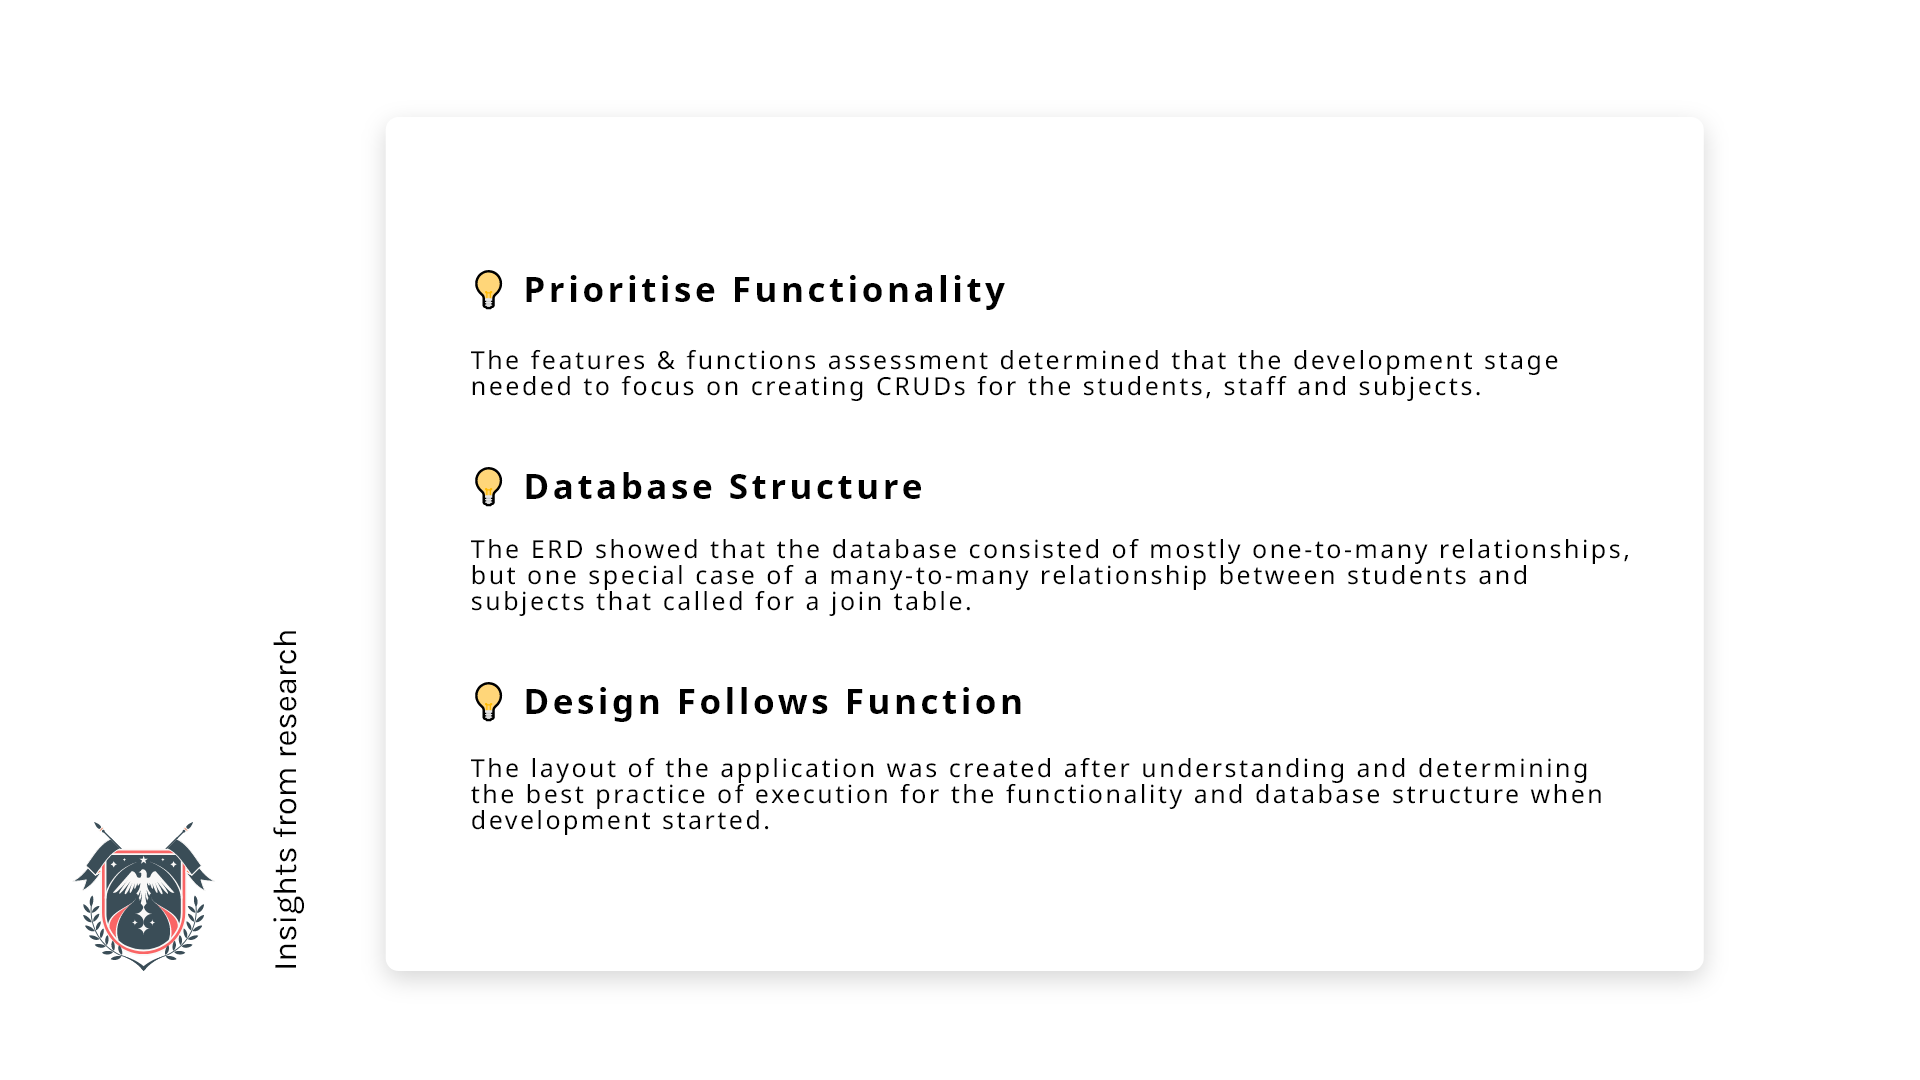 Prioritise Functionality
The features & functions assessment determined that the development stage
needed to focus on creating CRUDs for the students, staff and subjects.
Database Structure
The ERD showed that the database consisted of mostly one-to-many relationships,
but one special case of a many-to-many relationship between students and
subjects that called for a join table.
Design Follows Function
The layout of the application was created after understanding and determining
the best practice of execution for the functionality and database structure when
development started.
Insights from research